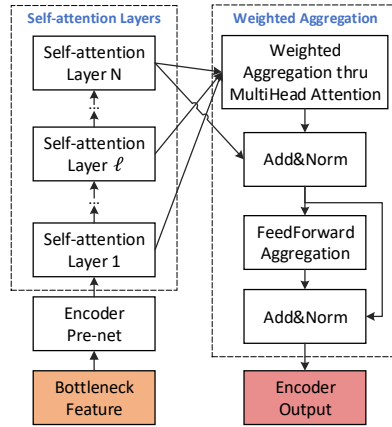 Self-attention Layers
Self-attention
Layer N
...
Self-attention
Layer ℓ
...
Self-attention
Layer 1
Encoder
Pre-net
Bottleneck
Feature
Weighted Aggregation
Weighted
Aggregation thru
MultiHead Attention
Add&Norm
FeedForward
Aggregation
Add&Norm
Encoder
Output